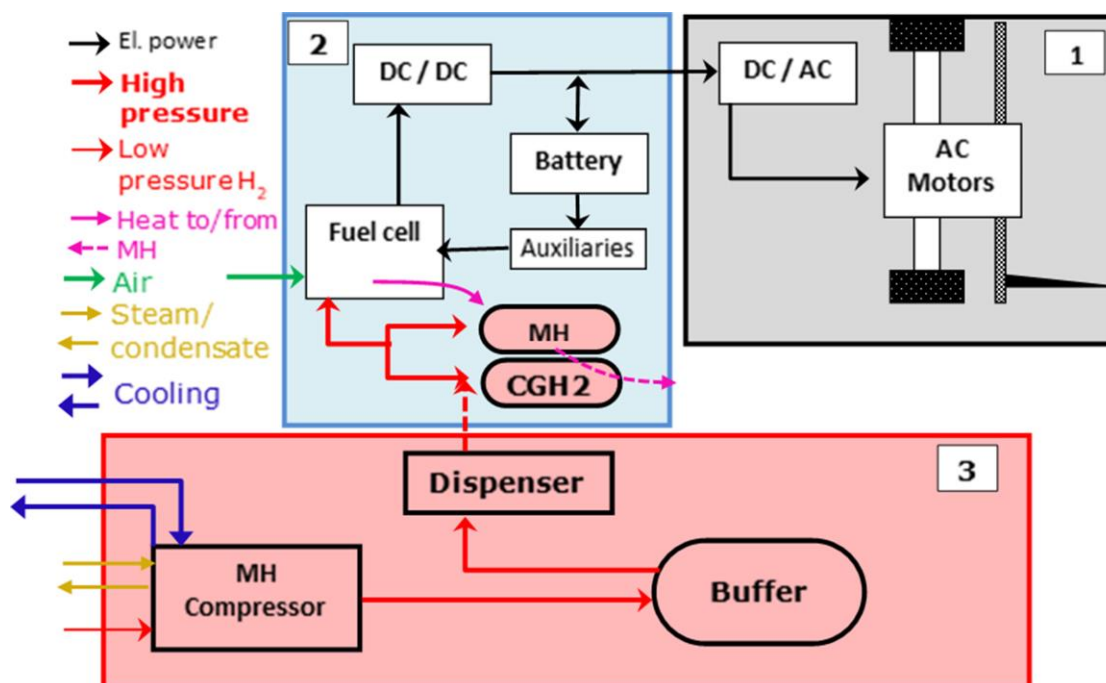 El. power
High
pressure
Low
pressure H₂
Heat to/from
MH
Air
Steam/
condensate
Cooling
2
DC / DC
Battery
Fuel cell
Auxiliaries
MH
CGH2
1
DC / AC
AC
Motors
3
Dispenser
MH
Compressor
Buffer